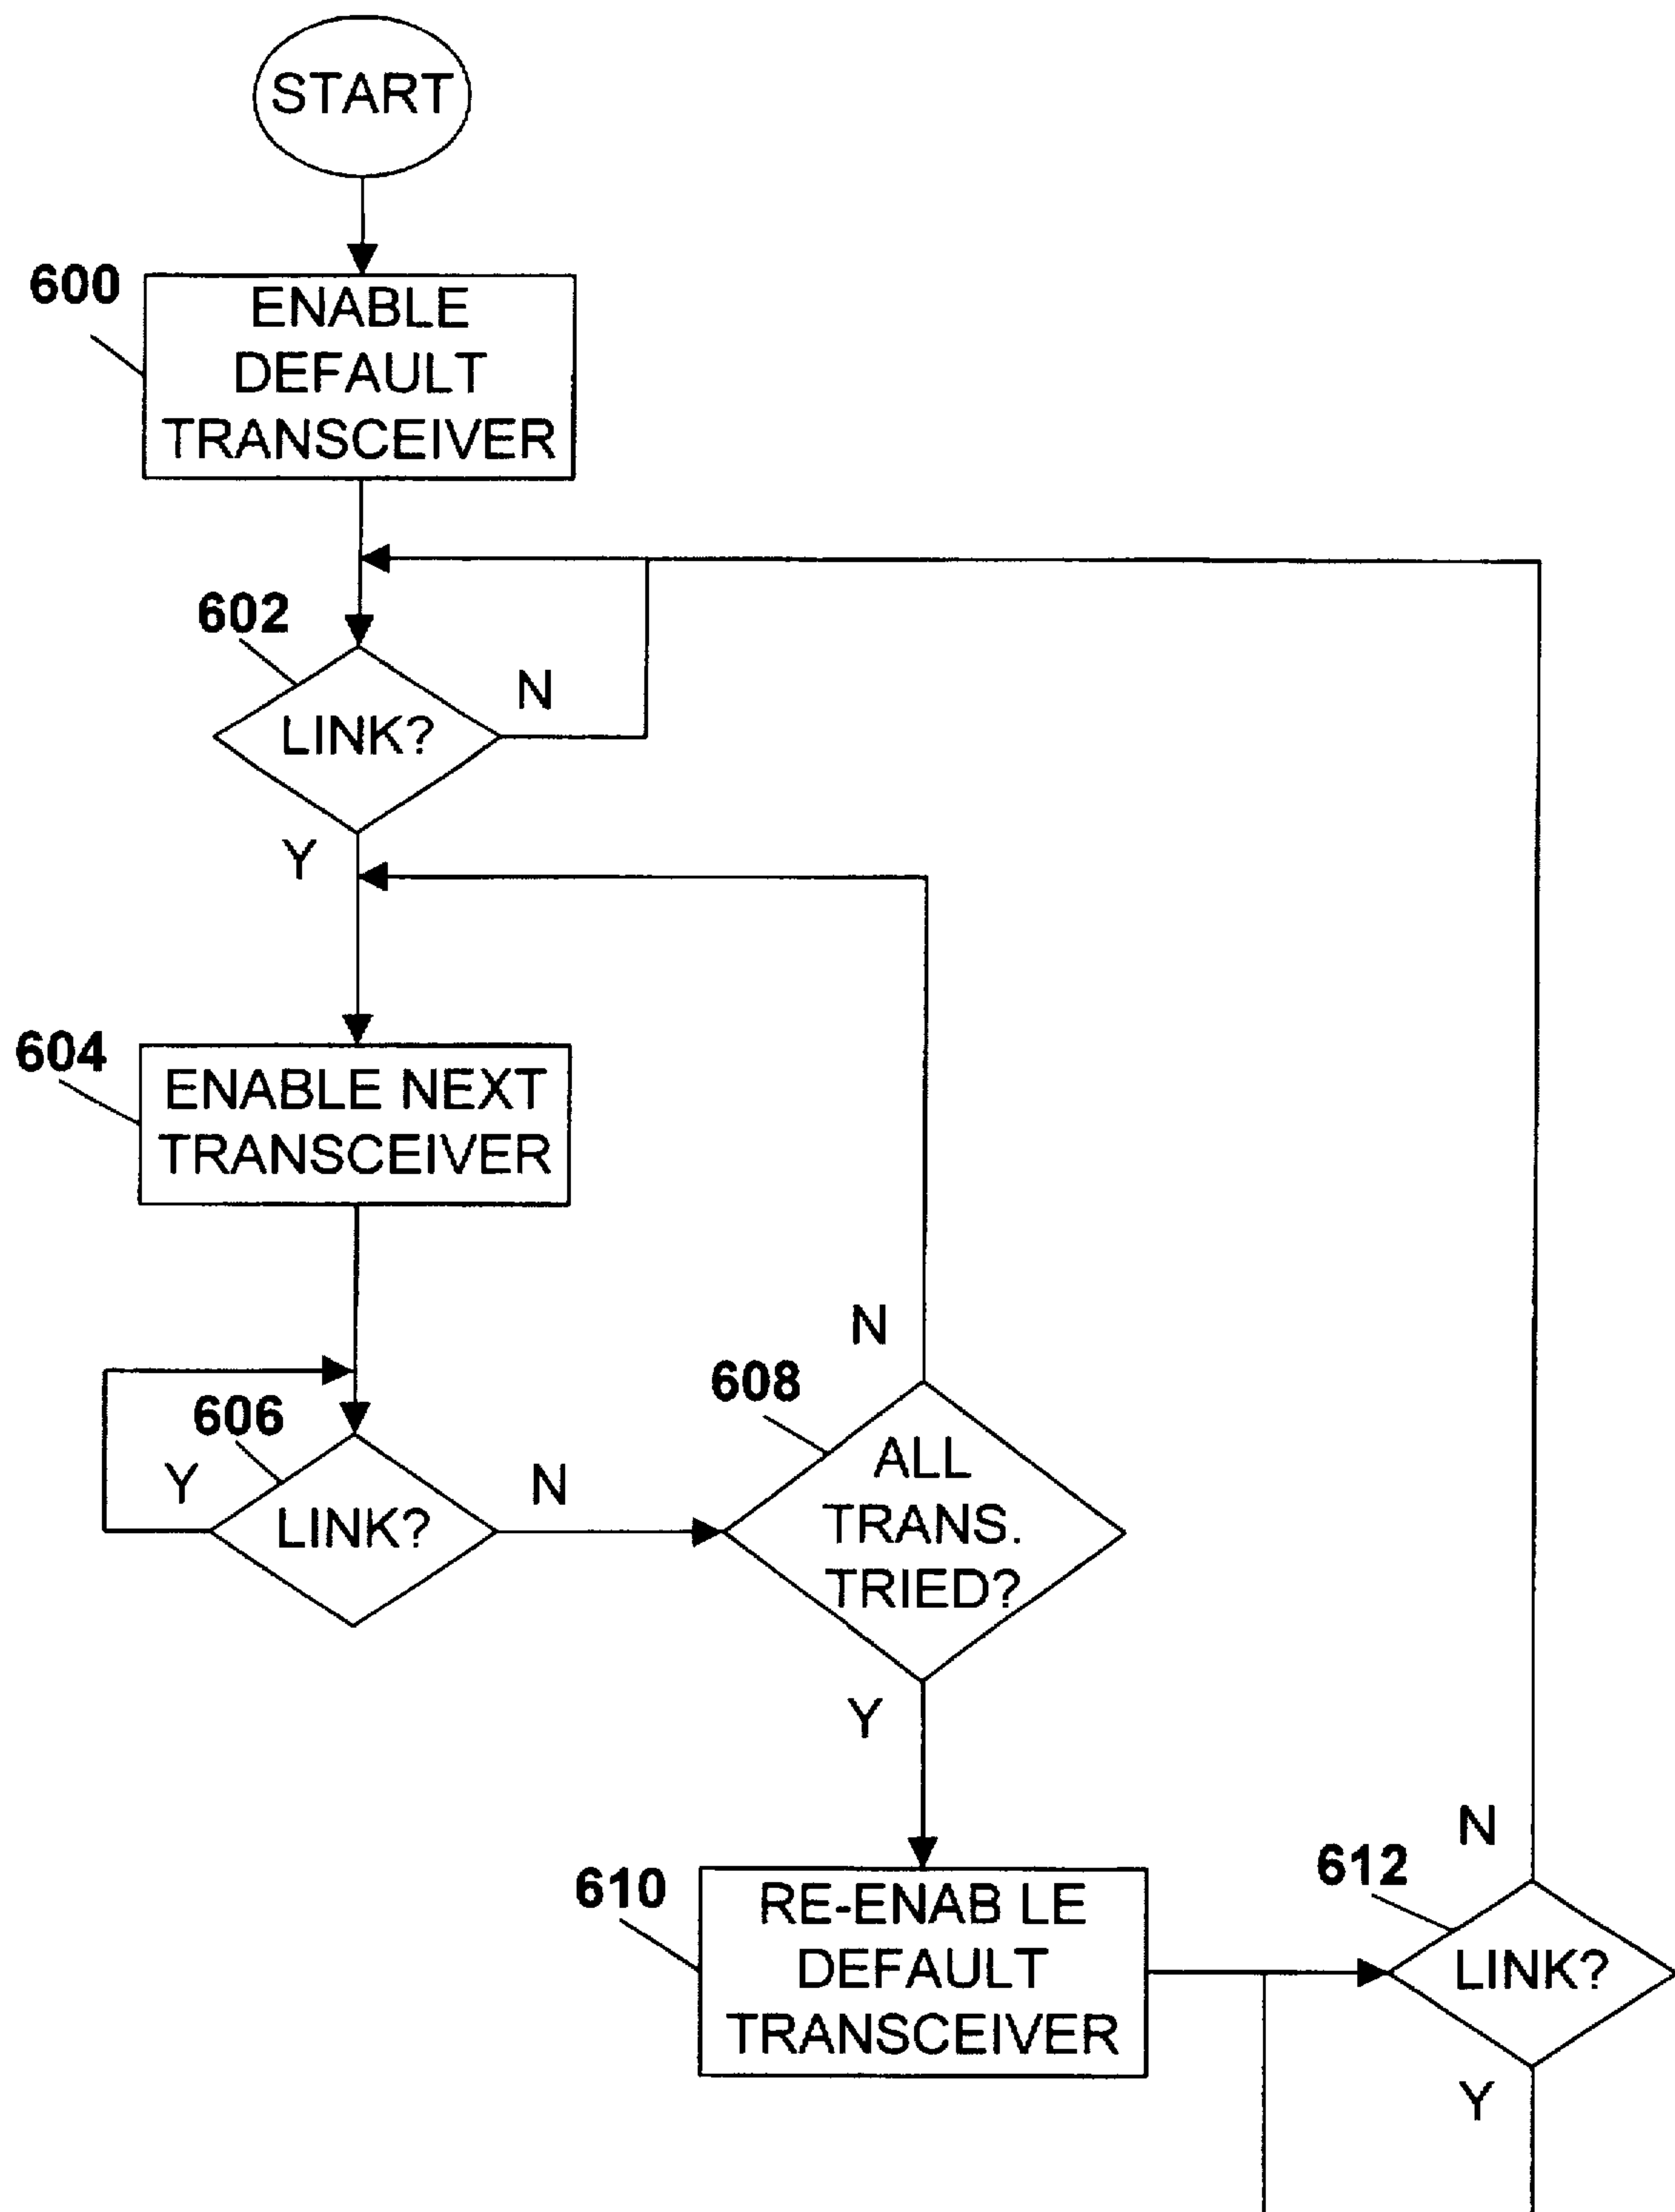 START
600
ENABLE
DEFAULT
TRANSCEIVER
602
LINK?
N
Y
604
ENABLE NEXT
TRANSCEIVER
606
Y
LINK?
N
608
N
ALL
TRANS.
TRIED?
Y
610
RE-ENAB LE
DEFAULT
TRANSCEIVER
612
N
LINK?
Y